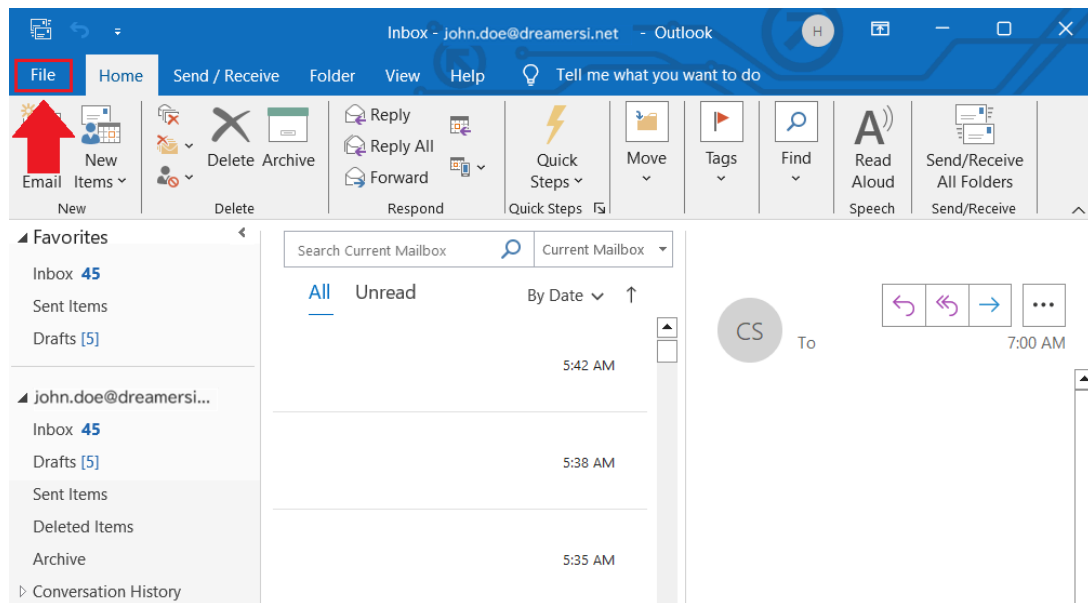 Inbox - john.doe@dreamersi.net - Outlook
H
File Home Send / Receive Folder View Help Tell me what you want to do
Email
New
Items
New
Delete Archive
Delete
Reply
Reply All
Forward
Respond
Quick
Steps
Quick Steps
Move
Tags
Find
A
Read
Aloud
Speech
Send/Receive
All Folders
Send/Receive
Favorites
Inbox 45
Sent Items
Drafts [5]
john.doe@dreamersi...
Inbox 45
Drafts [5]
Sent Items
Deleted Items
Archive
Conversation History
Search Current Mailbox
Current Mailbox
All Unread
By Date
5:42 AM
5:38 AM
5:35 AM
CS
To
7:00 AM